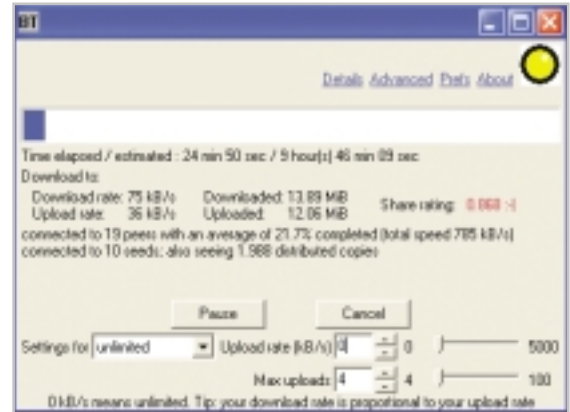 BT
Details Advanced Prefs About
Time elapsed / estimated : 24 min 50 sec / 9 hour(s) 46 min 09 sec
Download to:
Download rate: 75 kB/s Downloaded: 13.89 MiB
Upload rate: 36 kB/s Uploaded: 12.06 MiB
Share rating: 0.868 :-|
connected to 19 peers with an average of 21.7% completed (total speed 785 kB/s)
connected to 10 seeds; also seeing 1.988 distributed copies
Pause Cancel
Settings for unlimited Upload rate (kB/s) 0 0 5000
Max uploads 4 4 100
0 kB/s means unlimited. Tip: your download rate is proportional to your upload rate